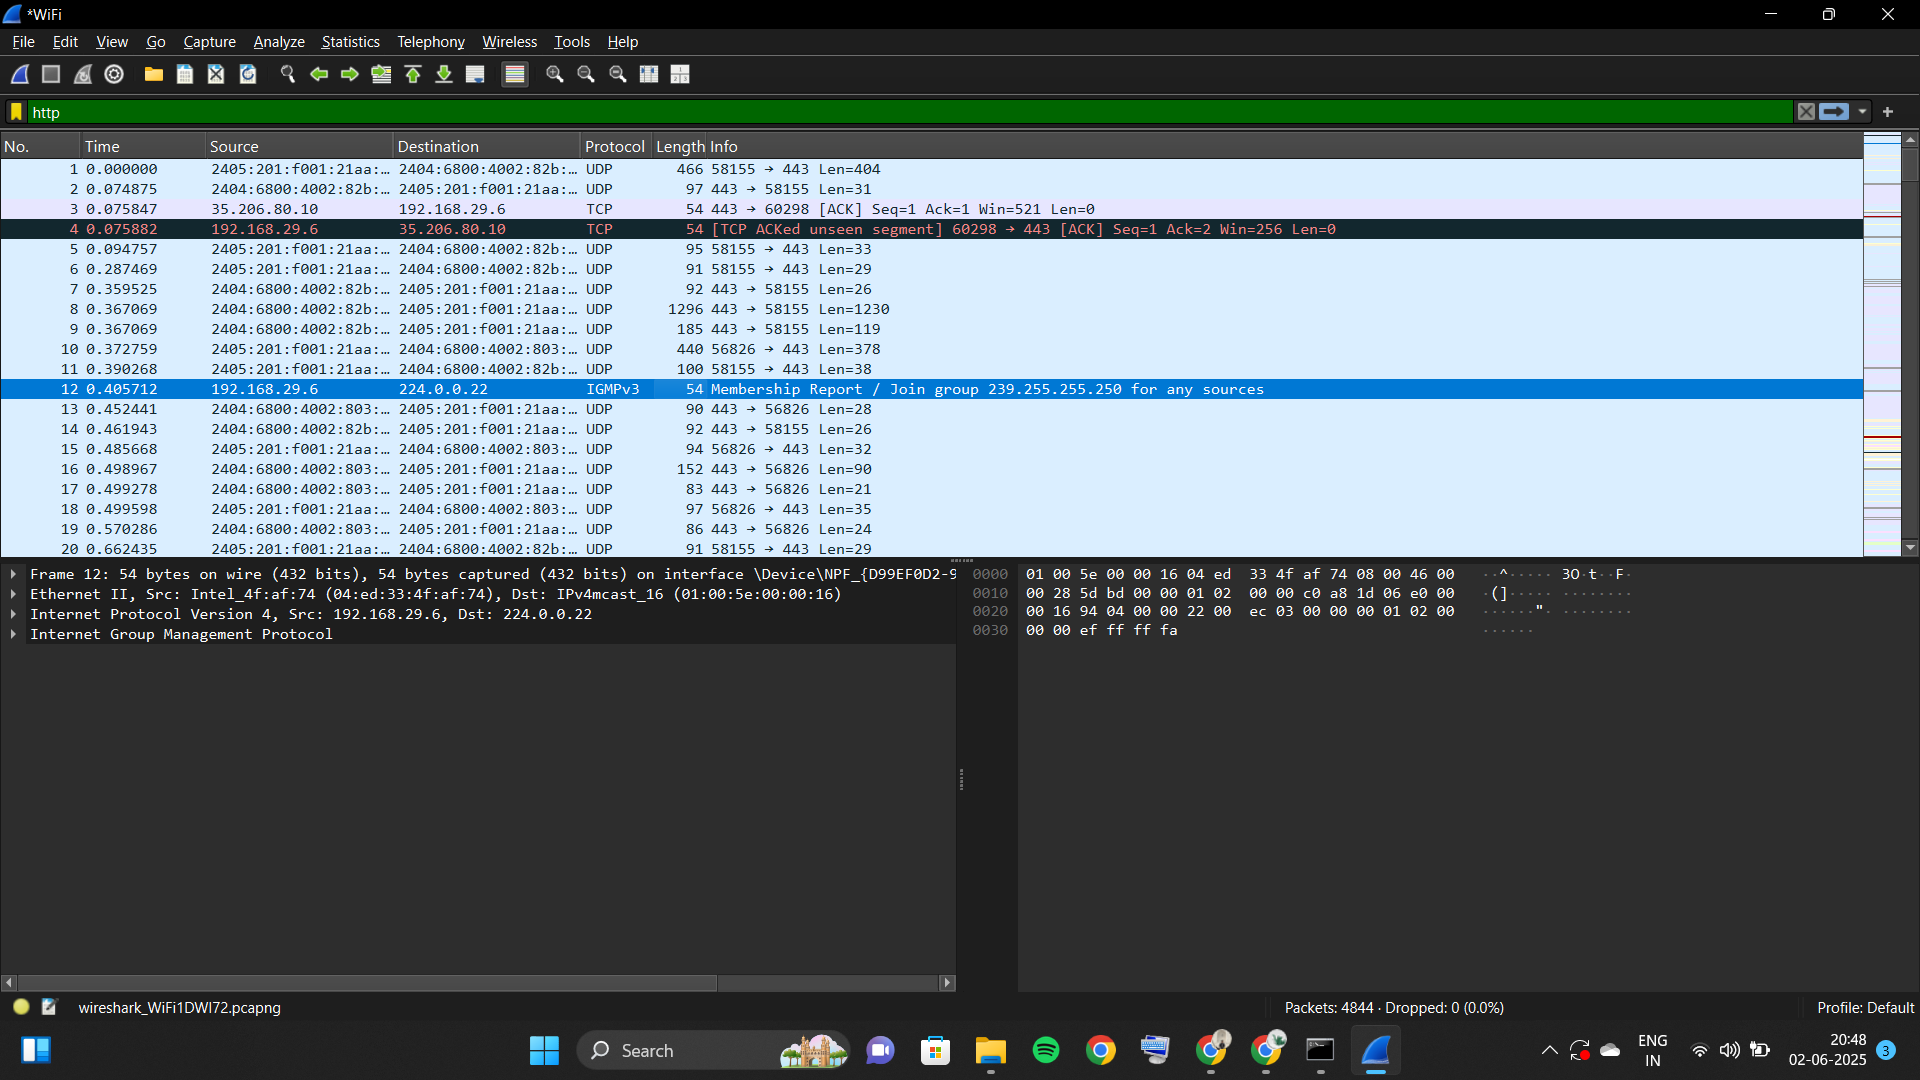 *WiFi
File Edit View Go Capture Analyze Statistics Telephony Wireless Tools Help
http
No. Time Source Destination Protocol Length Info
1 0.000000 2405:201:f001:21aa:… 2404:6800:4002:82b:… UDP 466 58155 → 443 Len=404
2 0.074875 2404:6800:4002:82b:… 2405:201:f001:21aa:… UDP 97 443 → 58155 Len=31
3 0.075847 35.206.80.10 192.168.29.6 TCP 54 443 → 60298 [ACK] Seq=1 Ack=1 Win=521 Len=0
4 0.075882 192.168.29.6 35.206.80.10 TCP 54 [TCP ACKed unseen segment] 60298 → 443 [ACK] Seq=1 Ack=2 Win=256 Len=0
5 0.094757 2405:201:f001:21aa:… 2404:6800:4002:82b:… UDP 95 58155 → 443 Len=33
6 0.287469 2405:201:f001:21aa:… 2404:6800:4002:82b:… UDP 91 58155 → 443 Len=29
7 0.359525 2404:6800:4002:82b:… 2405:201:f001:21aa:… UDP 92 443 → 58155 Len=26
8 0.367069 2404:6800:4002:82b:… 2405:201:f001:21aa:… UDP 1296 443 → 58155 Len=1230
9 0.367069 2404:6800:4002:82b:… 2405:201:f001:21aa:… UDP 185 443 → 58155 Len=119
10 0.372759 2405:201:f001:21aa:… 2404:6800:4002:803:… UDP 440 56826 → 443 Len=378
11 0.390268 2405:201:f001:21aa:… 2404:6800:4002:82b:… UDP 100 58155 → 443 Len=38
12 0.405712 192.168.29.6 224.0.0.22 IGMPv3 54 Membership Report / Join group 239.255.255.250 for any sources
13 0.452441 2404:6800:4002:803:… 2405:201:f001:21aa:… UDP 90 443 → 56826 Len=28
14 0.461943 2404:6800:4002:82b:… 2405:201:f001:21aa:… UDP 92 443 → 58155 Len=26
15 0.485668 2405:201:f001:21aa:… 2404:6800:4002:803:… UDP 94 56826 → 443 Len=32
16 0.498967 2404:6800:4002:803:… 2405:201:f001:21aa:… UDP 152 443 → 56826 Len=90
17 0.499278 2404:6800:4002:803:… 2405:201:f001:21aa:… UDP 83 443 → 56826 Len=21
18 0.499598 2405:201:f001:21aa:… 2404:6800:4002:803:… UDP 97 56826 → 443 Len=35
19 0.570286 2404:6800:4002:803:… 2405:201:f001:21aa:… UDP 86 443 → 56826 Len=24
20 0.662435 2405:201:f001:21aa:… 2404:6800:4002:82b:… UDP 91 58155 → 443 Len=29
Frame 12: 54 bytes on wire (432 bits), 54 bytes captured (432 bits) on interface \Device\NPF_{D99EF0D2-9
Ethernet II, Src: Intel_4f:af:74 (04:ed:33:4f:af:74), Dst: IPv4mcast_16 (01:00:5e:00:00:16)
Internet Protocol Version 4, Src: 192.168.29.6, Dst: 224.0.0.22
Internet Group Management Protocol
0000 01 00 5e 00 00 16 04 ed 33 4f af 74 08 00 46 00 ··^····· 3O·t··F·
0010 00 28 5d bd 00 00 01 02 00 00 c0 a8 1d 06 e0 00 ·(]····· ········
0020 00 16 94 04 00 00 22 00 ec 03 00 00 00 01 02 00 ······"· ········
0030 00 00 ef ff ff fa ······
wireshark_WiFi1DWI72.pcapng
Packets: 4844 · Dropped: 0 (0.0%)
Profile: Default
Search
ENG
IN
20:48
02-06-2025
3